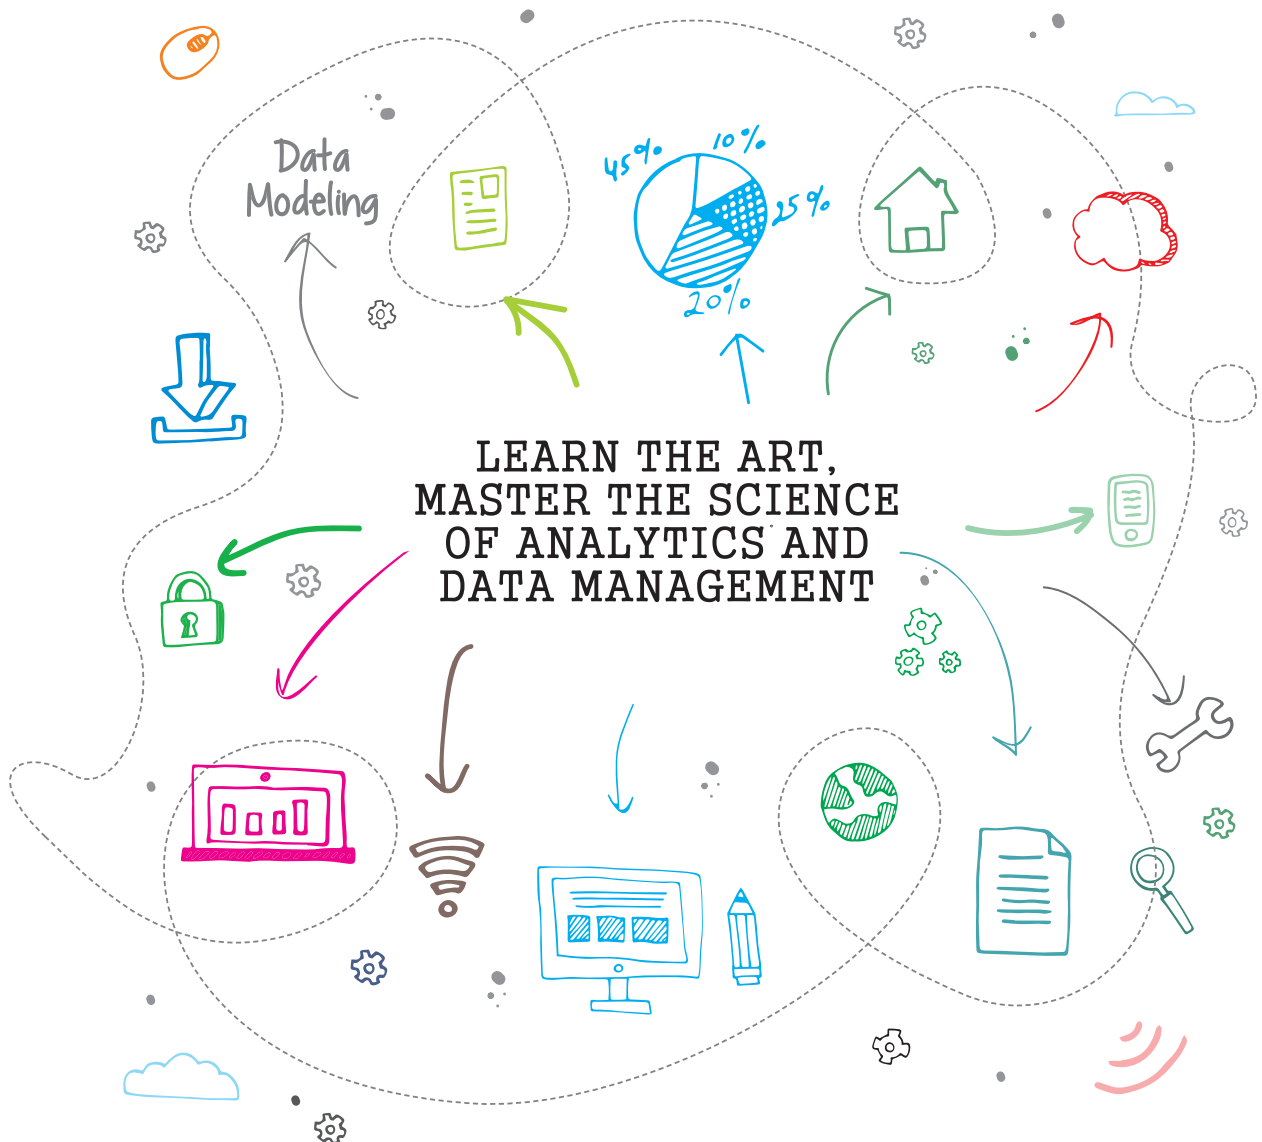 Data
Modeling
45%
10%
25%
20%
LEARN THE ART,
MASTER THE SCIENCE
OF ANALYTICS AND
DATA MANAGEMENT